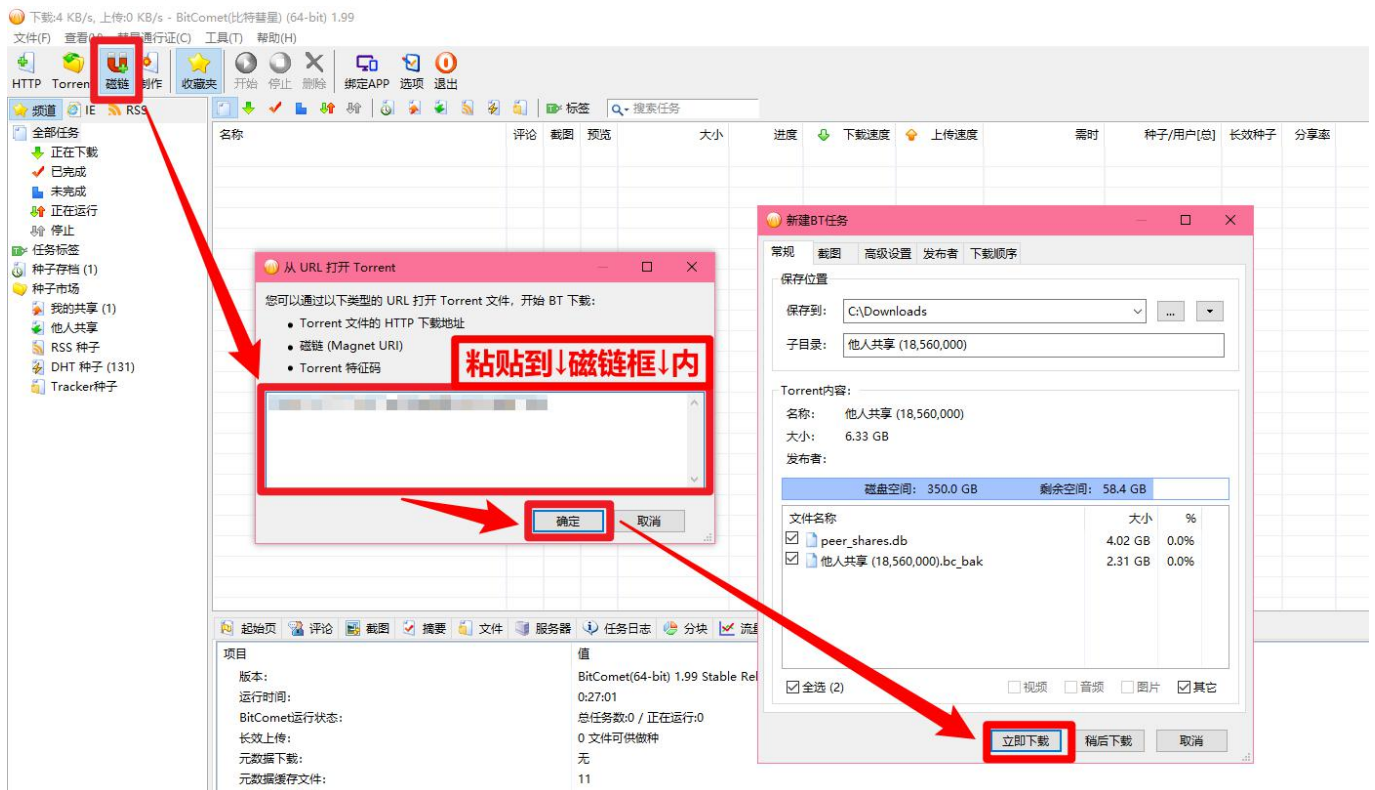 下载:4 KB/s, 上传:0 KB/s - BitComet(比特彗星) (64-bit) 1.99
文件(F) 查看(V) 彗星通行证(C) 工具(T) 帮助(H)
HTTP Torren 磁链 制作 收藏夹 开始 停止 删除 绑定APP 选项 退出
频道 IE RSS 标签 搜索任务
全部任务
正在下载
已完成
未完成
正在运行
停止
任务标签
种子存档 (1)
种子市场
我的共享 (1)
他人共享
RSS 种子
DHT 种子 (131)
Tracker种子
名称 评论 截图 预览 大小 进度 下载速度 上传速度 需时 种子/用户[总] 长效种子 分享率
从 URL 打开 Torrent
您可以通过以下类型的 URL 打开 Torrent 文件，开始 BT 下载:
Torrent 文件的 HTTP 下载地址
磁链 (Magnet URI)
Torrent 特征码
粘贴到↓磁链框↓内
确定 取消
新建BT任务
常规 截图 高级设置 发布者 下载顺序
保存位置
保存到: C:\Downloads ...
子目录: 他人共享 (18,560,000)
Torrent内容:
名称: 他人共享 (18,560,000)
大小: 6.33 GB
发布者:
磁盘空间: 350.0 GB 剩余空间: 58.4 GB
文件名称 大小 %
peer_shares.db 4.02 GB 0.0%
他人共享 (18,560,000).bc_bak 2.31 GB 0.0%
全选 (2) 视频 音频 图片 其它
立即下载 稍后下载 取消
起始页 评论 截图 摘要 文件 服务器 任务日志 分块 流量
项目 值
版本: BitComet(64-bit) 1.99 Stable Rel
运行时间: 0:27:01
BitComet运行状态: 总任务数:0 / 正在运行:0
长效上传: 0 文件可供做种
元数据下载: 无
元数据缓存文件: 11